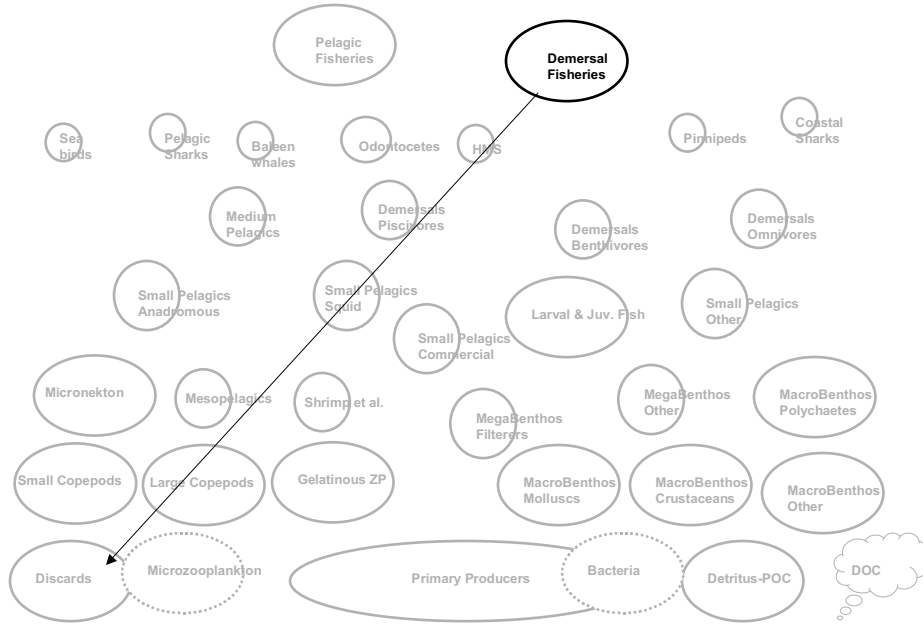 Pelagic
Fisheries
Demersal
Fisheries
Sea
birds
Pelagic
Sharks
Baleen
whales
Odontocetes
HMS
Pinnipeds
Coastal
Sharks
Medium
Pelagics
Demersals
Piscivores
Demersals
Benthivores
Demersals
Omnivores
Small Pelagics
Anadromous
Small Pelagics
Squid
Small Pelagics
Commercial
Larval & Juv. Fish
Small Pelagics
Other
Micronekton
Mesopelagics
Shrimp et al.
MegaBenthos
Filterers
MegaBenthos
Other
MacroBenthos
Polychaetes
Small Copepods
Large Copepods
Gelatinous ZP
MacroBenthos
Molluscs
MacroBenthos
Crustaceans
MacroBenthos
Other
Discards
Microzooplankton
Primary Producers
Bacteria
Detritus-POC
DOC